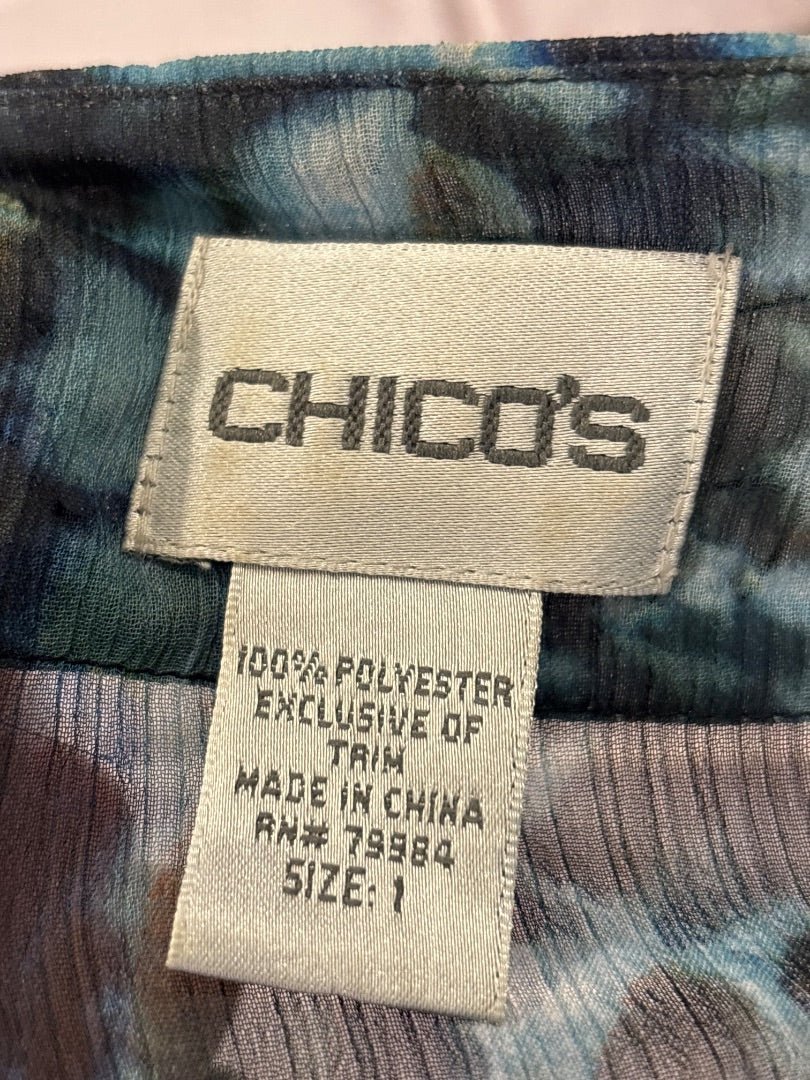 CHICO'S
100% POLYESTER
EXCLUSIVE OF
TRIM
MADE IN CHINA
RN# 79984
SIZE: 1